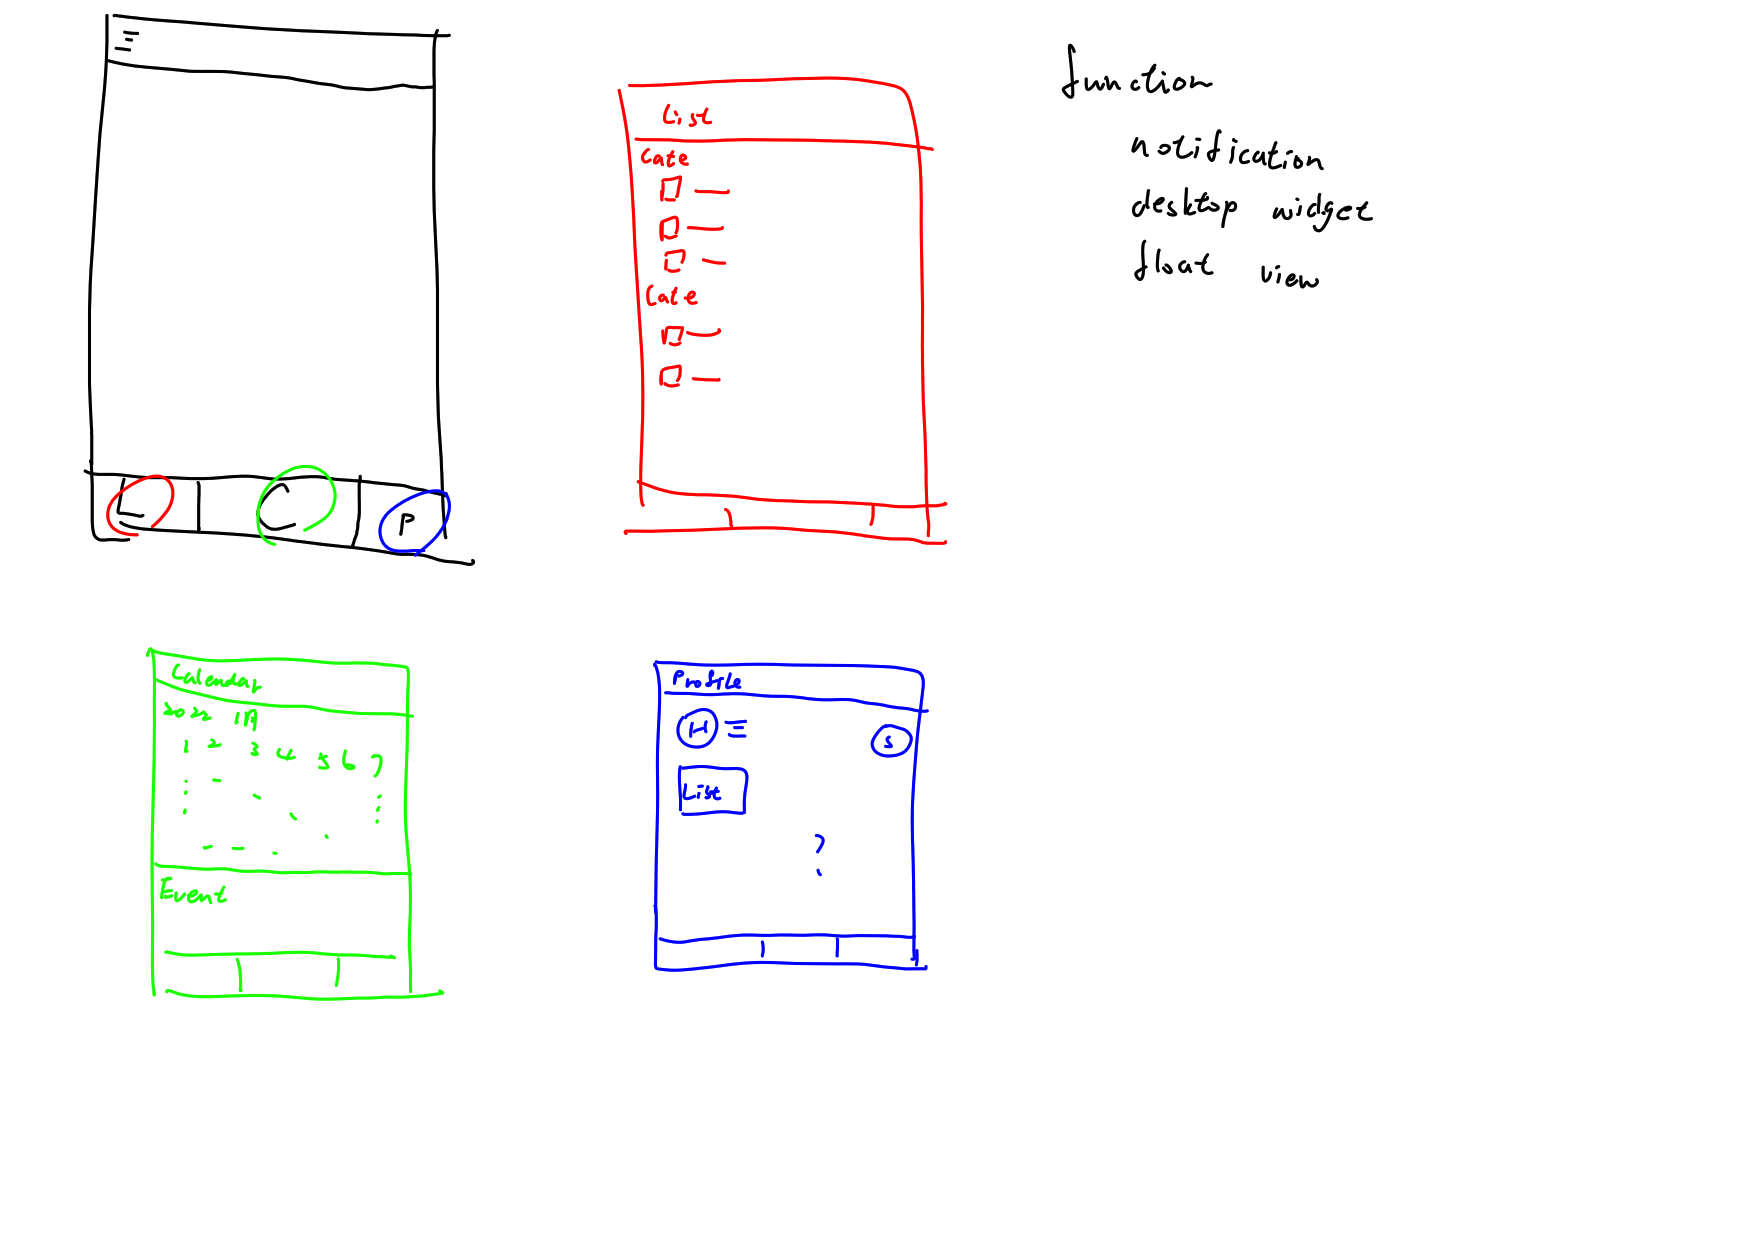 L C P
List
Cate
Cate
function
notification
desktop widget
float view
Calendar
2022 1月
1 2 3 4 5 6 7
Event
Profile
H S
List
?